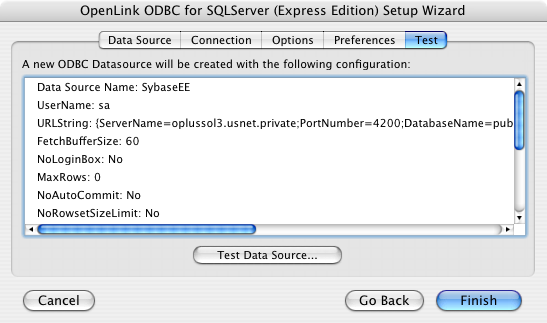 OpenLink ODBC for SQLServer (Express Edition) Setup Wizard
Data Source Connection Options Preferences Test
A new ODBC Datasource will be created with the following configuration:
Data Source Name: SybaseEE
UserName: sa
URLString: {ServerName=oplussol3.usnet.private;PortNumber=4200;DatabaseName=pub
FetchBufferSize: 60
NoLoginBox: No
MaxRows: 0
NoAutoCommit: No
NoRowsetSizeLimit: No
Test Data Source...
Cancel Go Back Finish